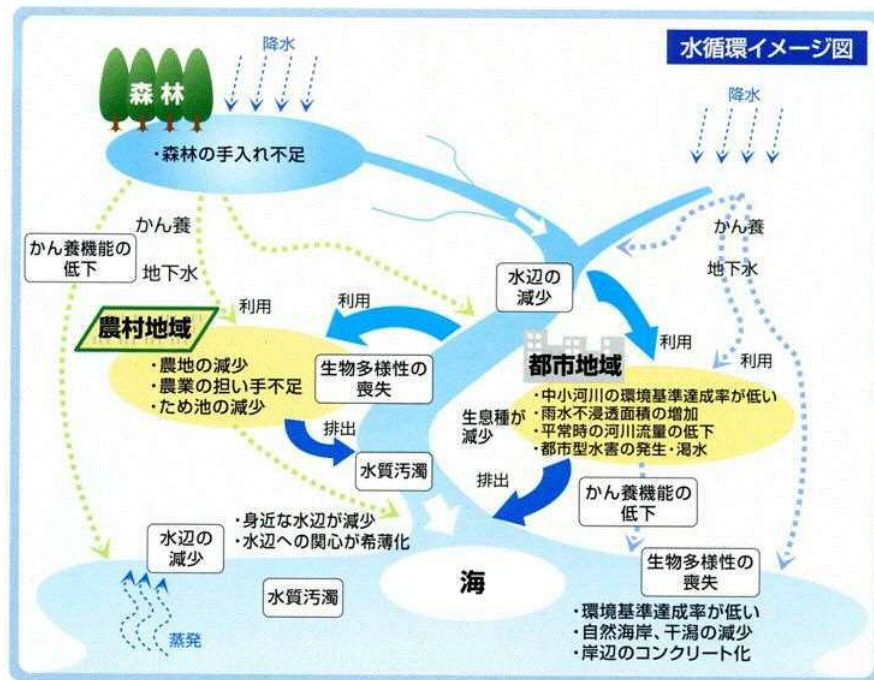 水循環イメージ図
降水
降水
森林
・森林の手入れ不足
かん養
かん養
かん養機能の
低下
地下水
地下水
水辺の
減少
利用
利用
利用
農村地域
都市地域
・農地の減少
・農業の担い手不足
・ため池の減少
生物多様性の
喪失
・中小河川の環境基準達成率が低い
・雨水不浸透面積の増加
・平常時の河川流量の低下
・都市型水害の発生・渇水
生息種が
減少
排出
水質汚濁
排出
かん養機能の
低下
・身近な水辺が減少
・水辺への関心が希薄化
水辺の
減少
生物多様性の
喪失
海
水質汚濁
・環境基準達成率が低い
・自然海岸、干潟の減少
・岸辺のコンクリート化
蒸発